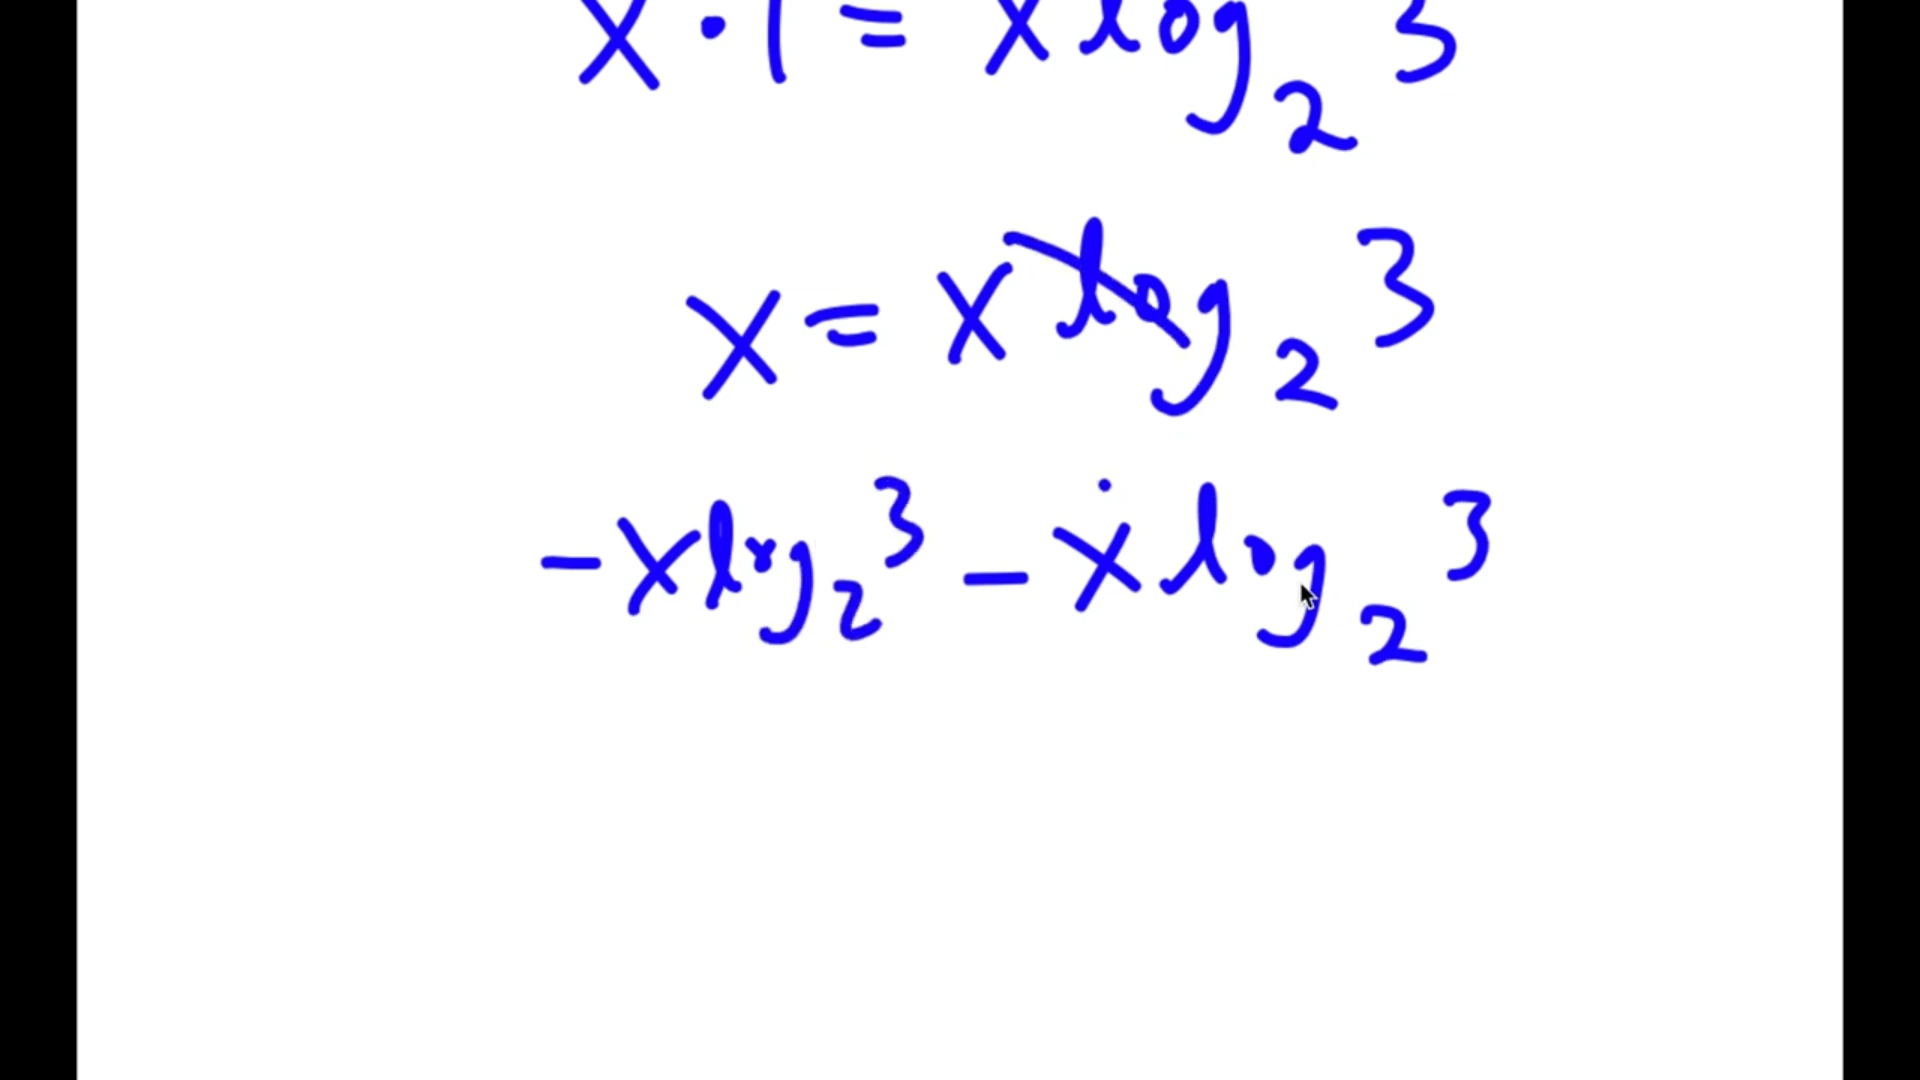 x · 1 = x log₂ 3
x = x log₂ 3
- x log₂ 3 - x log₂ 3